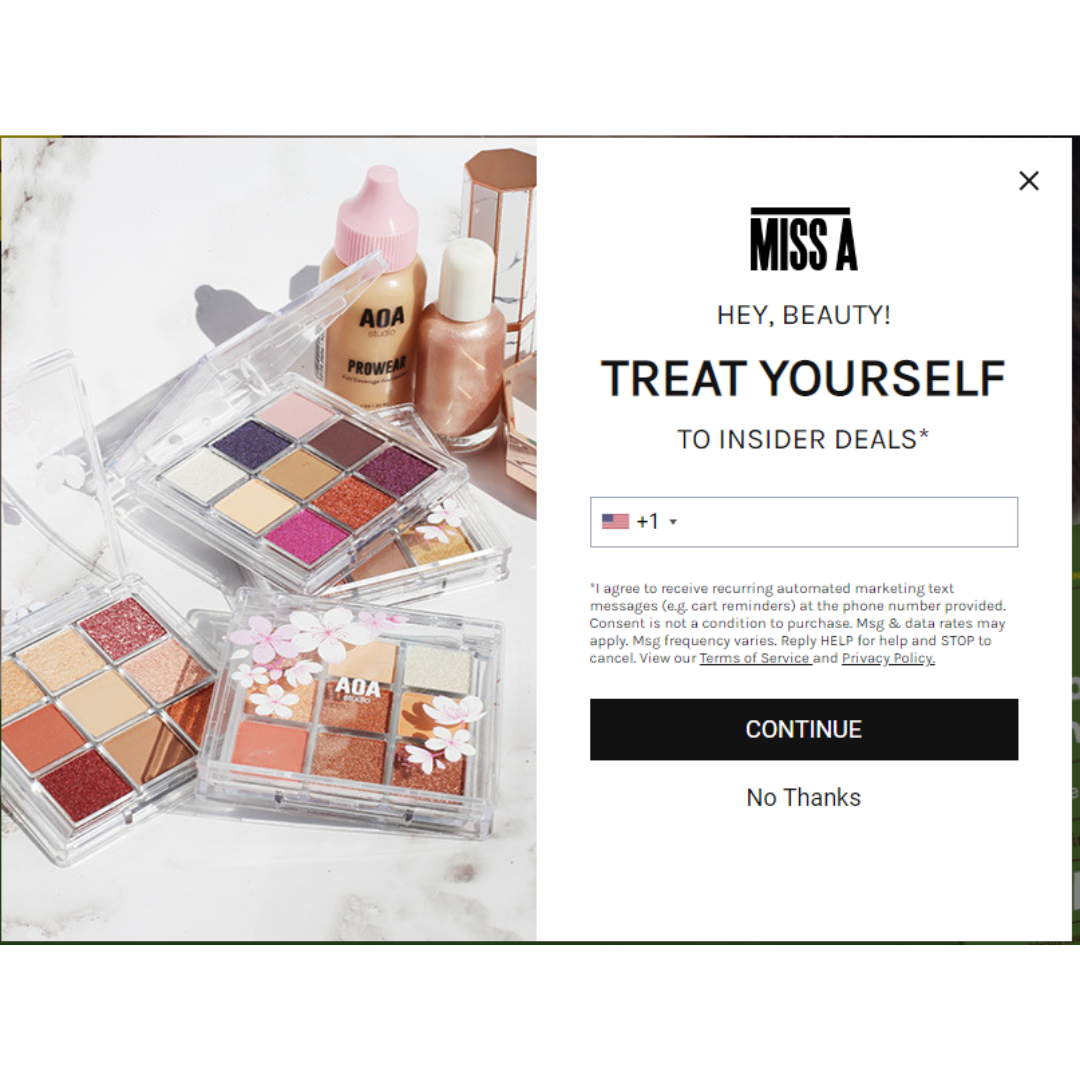 AOA
studio
PROWEAR
AOA
studio
MISS A
HEY, BEAUTY!
TREAT YOURSELF
TO INSIDER DEALS*
+1
*I agree to receive recurring automated marketing text
messages (e.g. cart reminders) at the phone number provided.
Consent is not a condition to purchase. Msg & data rates may
apply. Msg frequency varies. Reply HELP for help and STOP to
cancel. View our Terms of Service and Privacy Policy.
CONTINUE
No Thanks